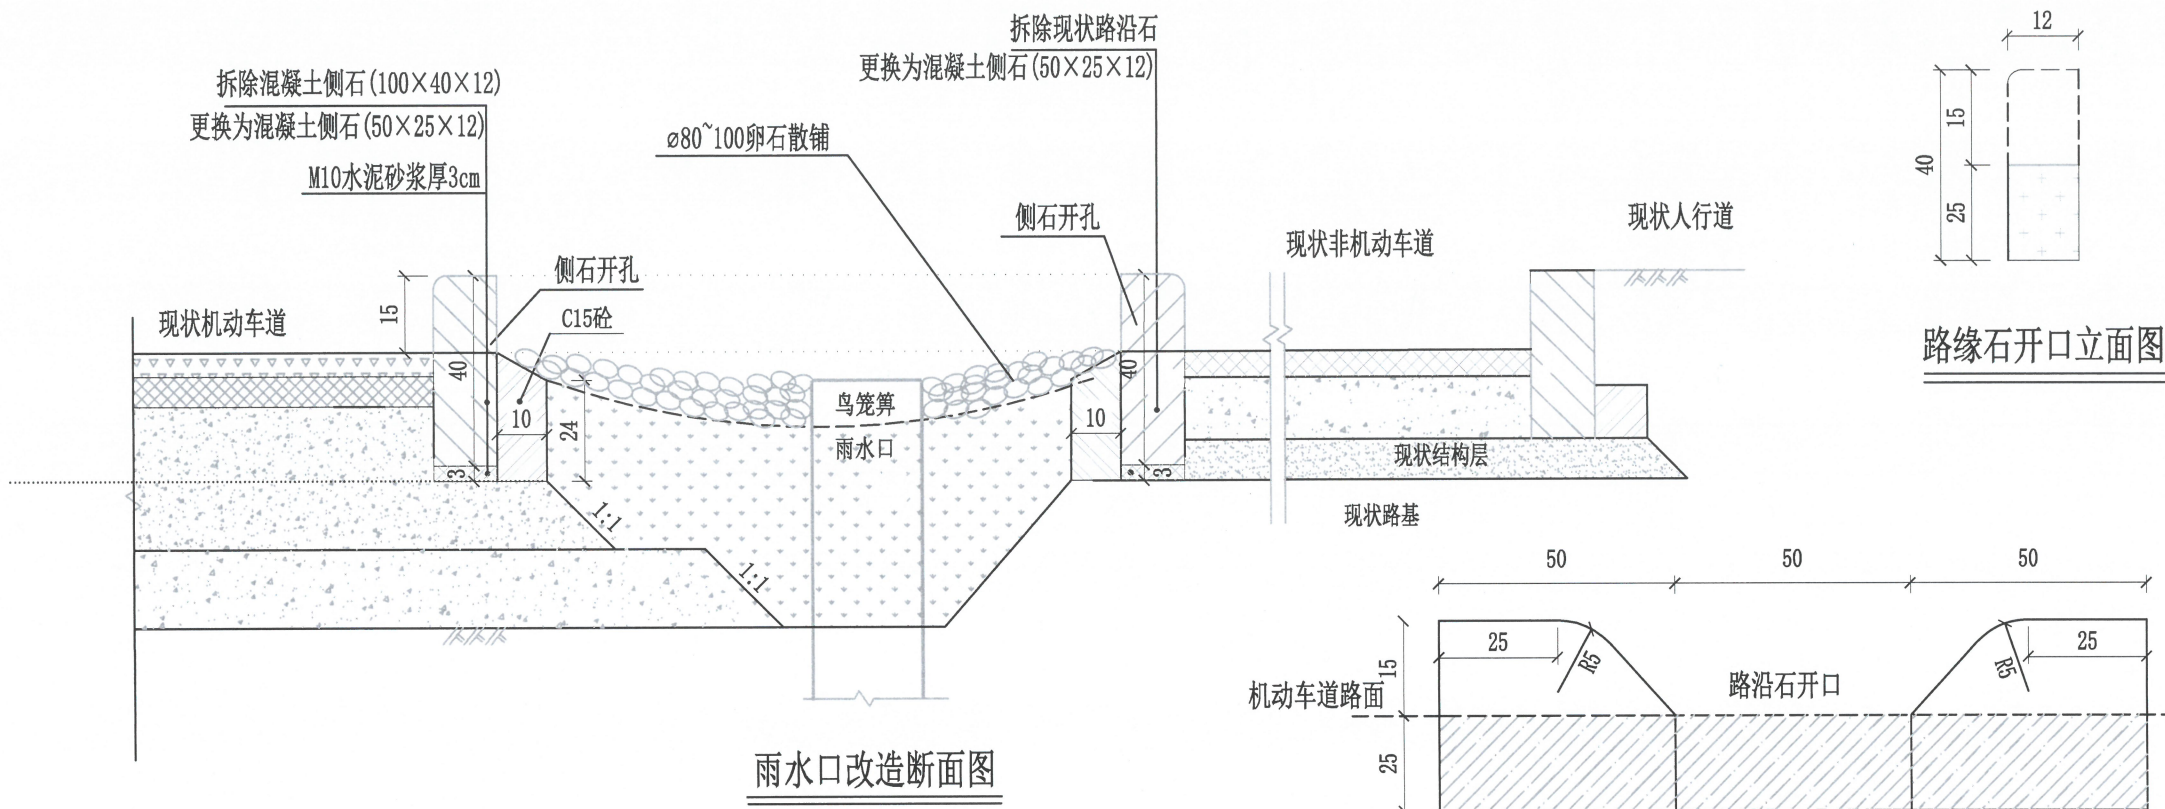 拆除现状路沿石
更换为混凝土侧石(50×25×12)
12
拆除混凝土侧石(100×40×12)
更换为混凝土侧石(50×25×12)
M10水泥砂浆厚3cm
⌀80~100卵石散铺
15
40
25
侧石开孔
现状非机动车道
现状人行道
侧石开孔
15
现状机动车道
C15砼
路缘石开口立面图
40
40
10
24
鸟笼箅
雨水口
10
3
3
现状结构层
现状路基
1:1
1:1
50
50
50
25
R5
15
R5
25
机动车道路面
路沿石开口
25
雨水口改造断面图